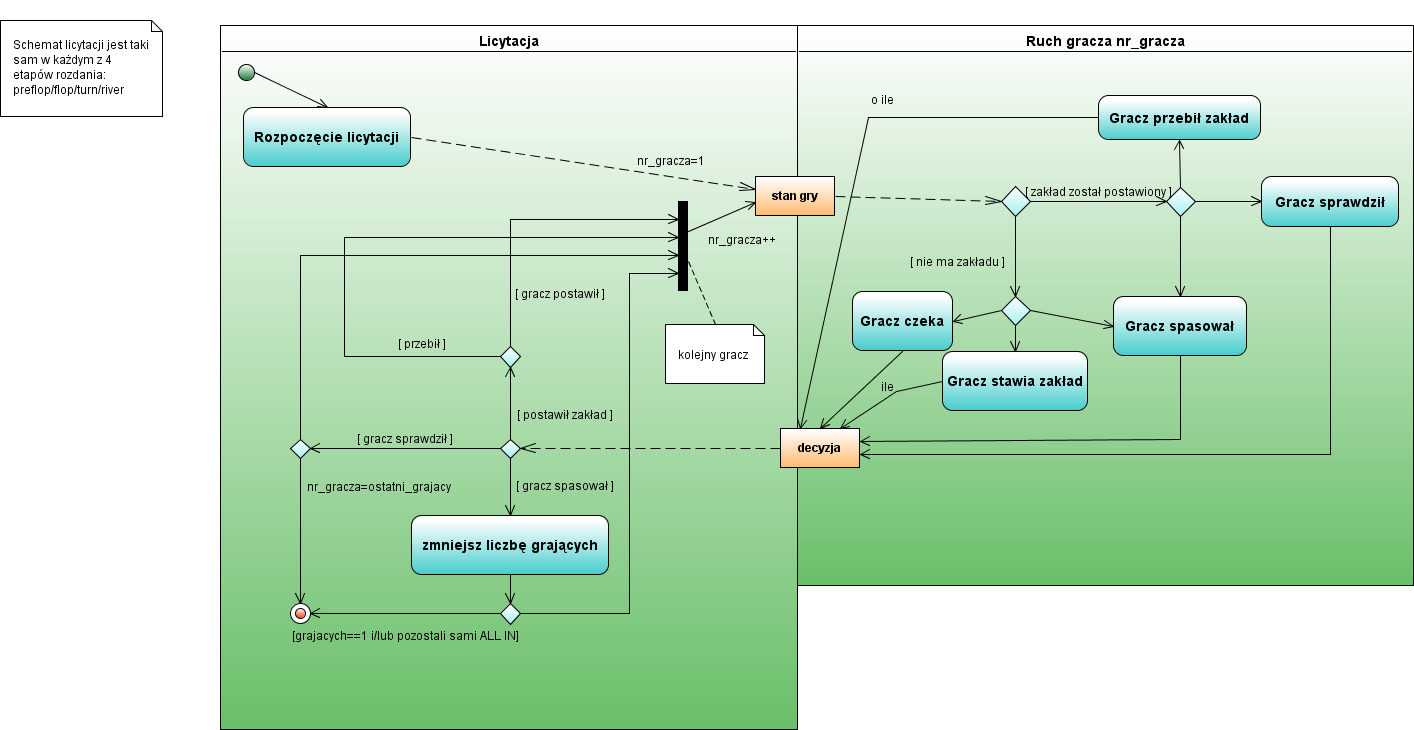 Schemat licytacji jest taki
sam w każdym z 4
etapów rozdania:
preflop/flop/turn/river
Licytacja
Ruch gracza nr_gracza
Rozpoczęcie licytacji
nr_gracza=1
stan gry
nr_gracza++
kolejny gracz
[ gracz postawił ]
[ przebił ]
[ postawił zakład ]
[ gracz sprawdził ]
nr_gracza=ostatni_grajacy
[ gracz spasował ]
zmniejsz liczbę grających
[grajacych==1 i/lub pozostali sami ALL IN]
o ile
Gracz przebił zakład
[ zakład został postawiony ]
Gracz sprawdził
[ nie ma zakładu ]
Gracz czeka
Gracz spasował
Gracz stawia zakład
ile
decyzja